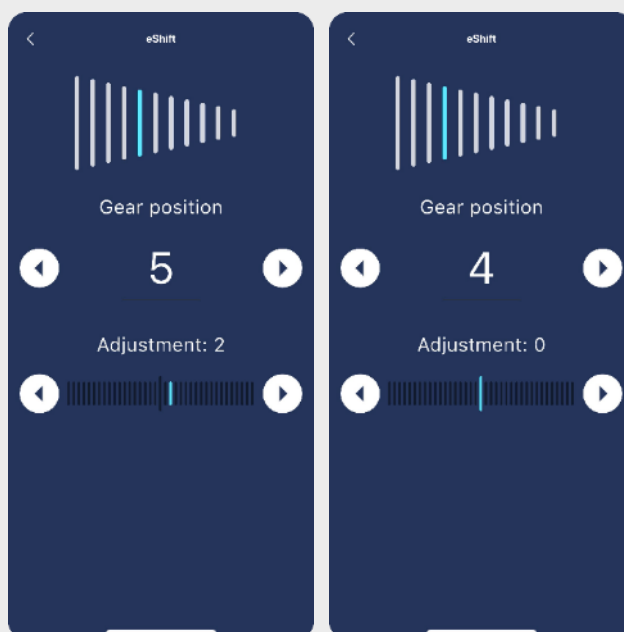 eShift
Gear position
5
Adjustment: 2
eShift
Gear position
4
Adjustment: 0